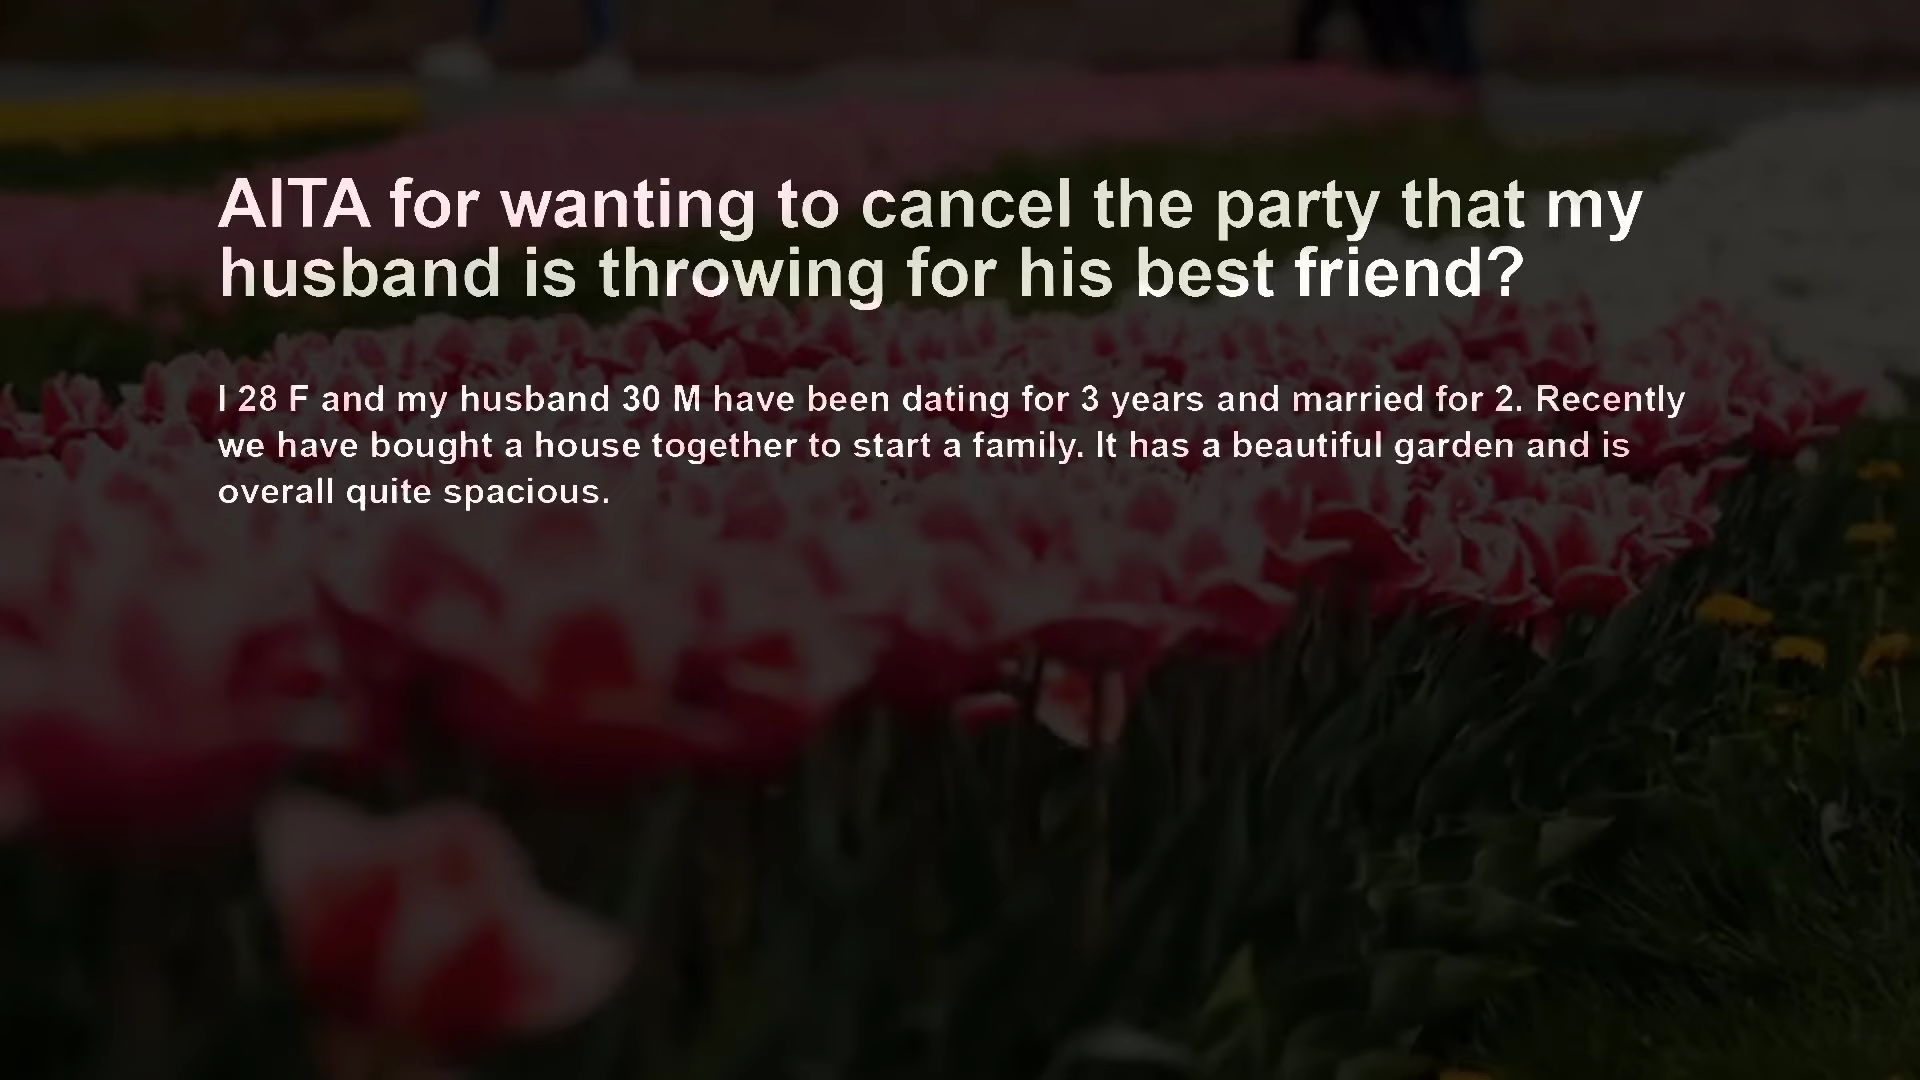 AITA for wanting to cancel the party that my
husband is throwing for his best friend?
I 28 F and my husband 30 M have been dating for 3 years and married for 2. Recently
we have bought a house together to start a family. It has a beautiful garden and is
overall quite spacious.